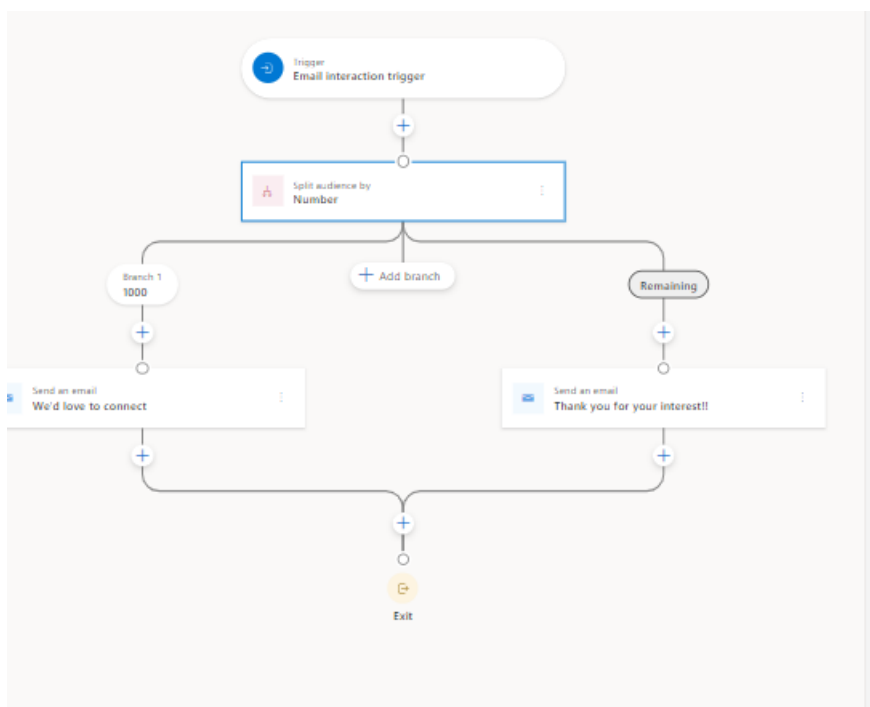 Trigger
Email interaction trigger
Split audience by
Number
Branch 1
1000
Add branch
Remaining
Send an email
We'd love to connect
Send an email
Thank you for your interest!!
Exit